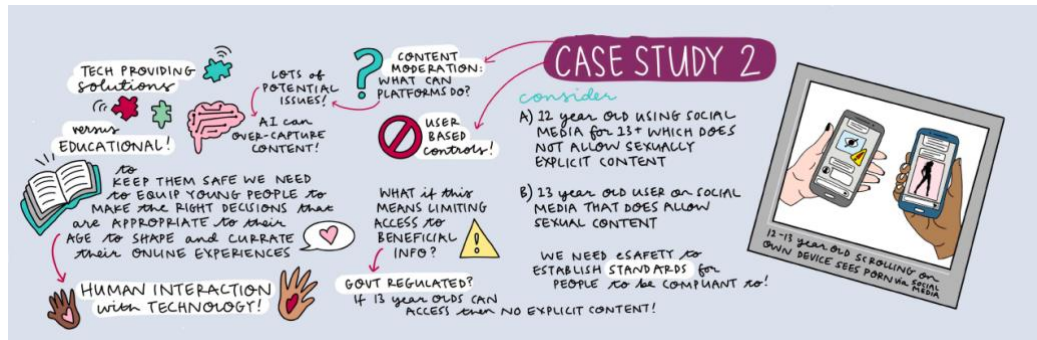 CASE STUDY 2
consider
A) 12 year OLD USING SOCIAL
MEDIA for 13+ WHICH DOES
NOT ALLOW SEXUALLY
EXPLICIT CONTENT
B) 13 year OLD USER on SOCIAL
MEDIA THAT DOES ALLOW
SEXUAL CONTENT
WE NEED eSAFETY to
ESTABLISH STANDARDS for
PEOPLE to be COMPLIANT to!
12-13 year OLD SCROLLING on
OWN DEVICE SEES PORN via SOCIAL
MEDIA
CONTENT
MODERATION:
WHAT CAN
PLATFORMS DO?
LOTS of
POTENTIAL
ISSUES!
AI can
OVER-CAPTURE
CONTENT!
USER
BASED
controls!
WHAT if this
MEANS LIMITING
ACCESS to
BENEFICIAL
INFO?
GOVT REGULATED?
If 13 year OLDS CAN
ACCESS then NO EXPLICIT CONTENT!
TECH PROVIDING
solutions
versus
EDUCATIONAL!
to
KEEP THEM SAFE WE NEED
to EQUIP YOUNG PEOPLE to
MAKE the RIGHT DECISIONS that
are APPROPRIATE to their
AGE to SHAPE and CURRATE
their ONLINE EXPERIENCES
HUMAN INTERACTION
with TECHNOLOGY!